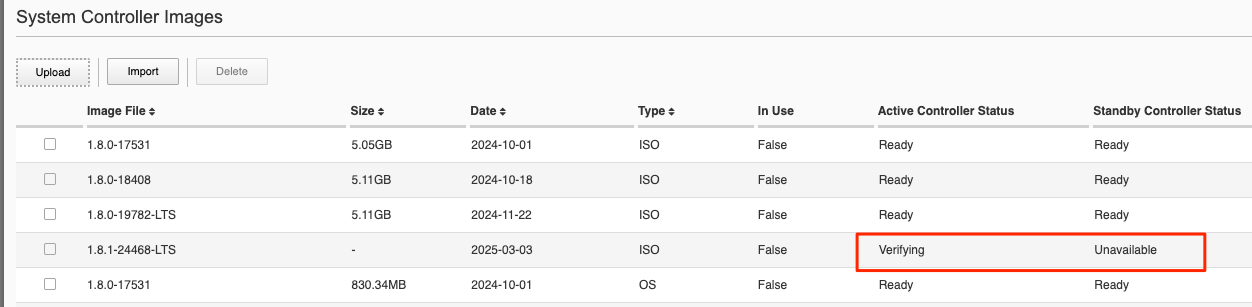 System Controller Images
Upload Import Delete
Image File Size Date Type In Use Active Controller Status Standby Controller Status
1.8.0-17531 5.05GB 2024-10-01 ISO False Ready Ready
1.8.0-18408 5.11GB 2024-10-18 ISO False Ready Ready
1.8.0-19782-LTS 5.11GB 2024-11-22 ISO False Ready Ready
1.8.1-24468-LTS - 2025-03-03 ISO False Verifying Unavailable
1.8.0-17531 830.34MB 2024-10-01 OS False Ready Ready